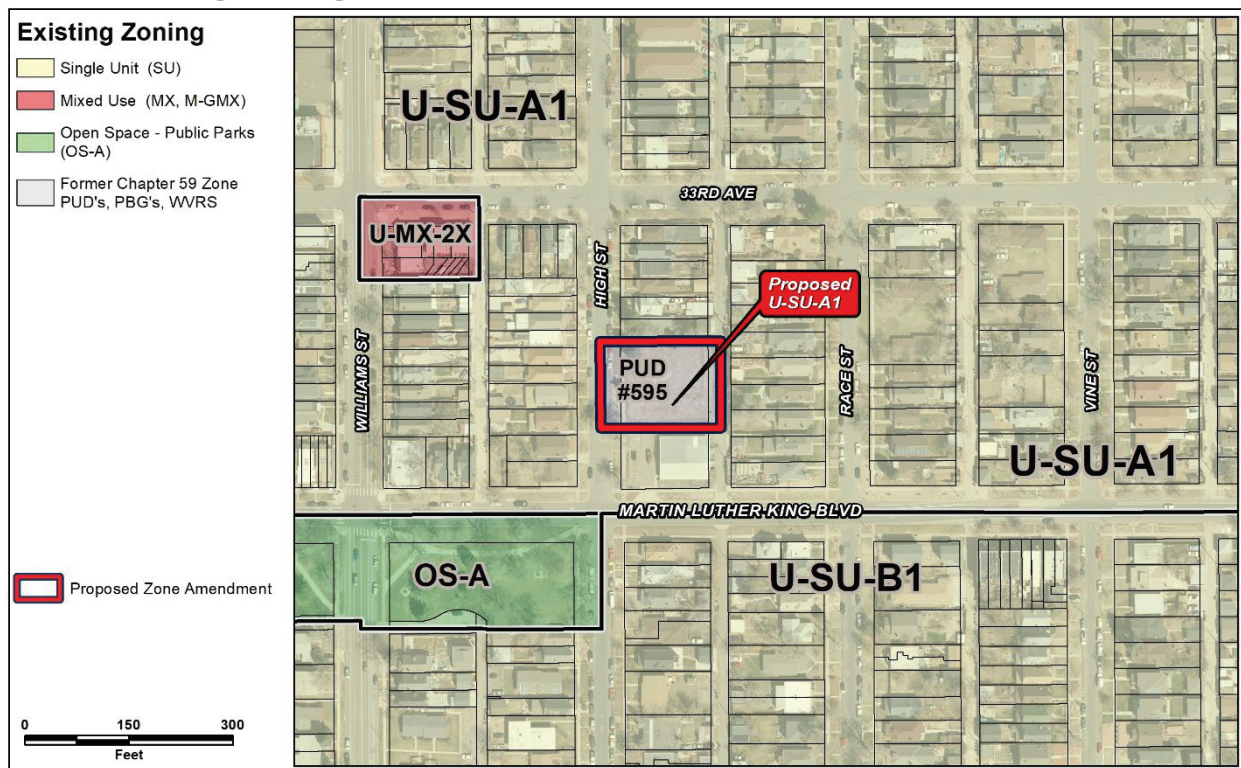 Existing Zoning
Single Unit (SU)
Mixed Use (MX, M-GMX)
Open Space - Public Parks
(OS-A)
Former Chapter 59 Zone
PUD's, PBG's, WVRS
Proposed Zone Amendment
0 150 300
Feet
U-SU-A1
33RD AVE
U-MX-2X
HIGH ST
Proposed
U-SU-A1
WILLIAMS ST
PUD
#595
RACE ST
VINE ST
U-SU-A1
MARTIN LUTHER KING BLVD
OS-A
U-SU-B1